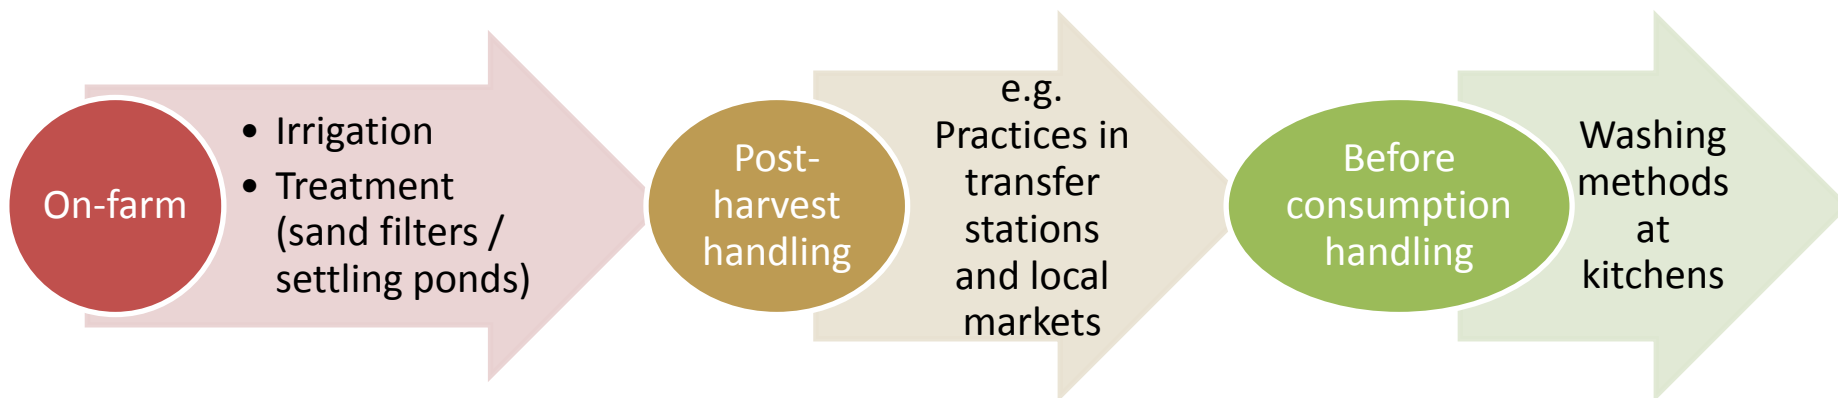 On-farm
• Irrigation
• Treatment
(sand filters /
settling ponds)
Post-
harvest
handling
e.g.
Practices in
transfer
stations
and local
markets
Before
consumption
handling
Washing
methods
at
kitchens